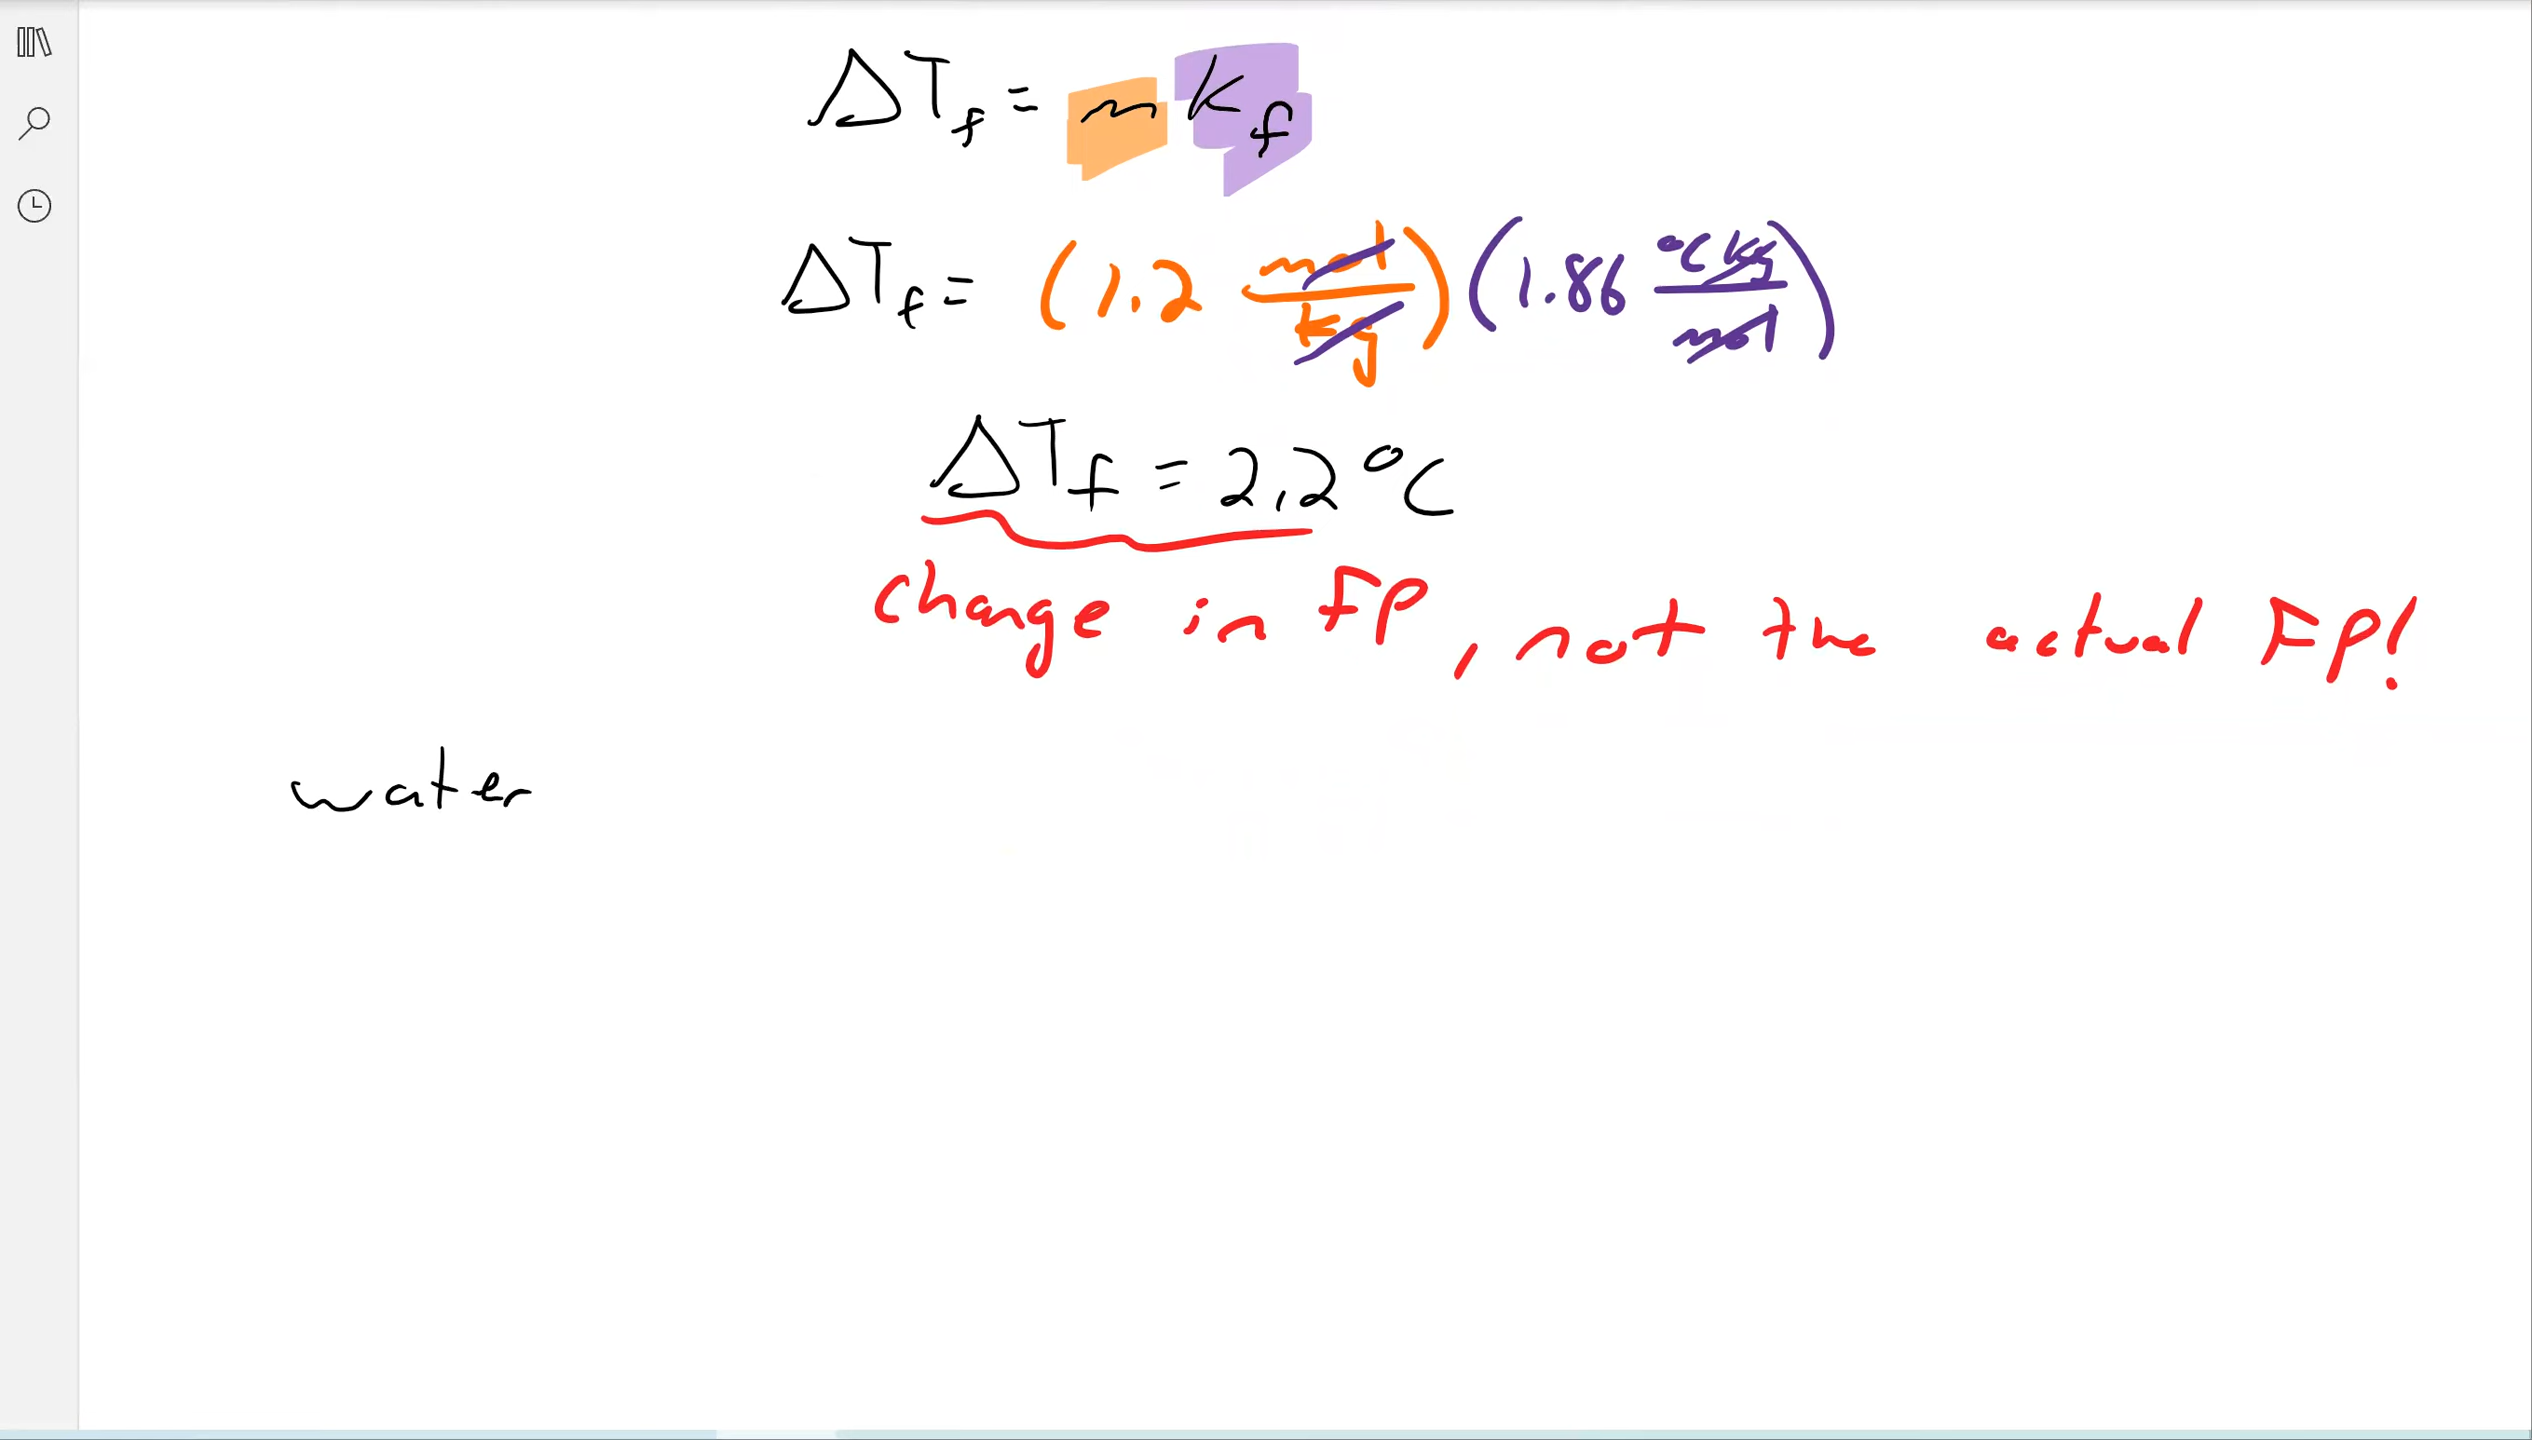 ΔTf = m kf
ΔTf = (1.2 mol/kg) (1.86 °C kg/mol)
ΔTf = 2.2 °C
change in FP, not the actual FP!
water